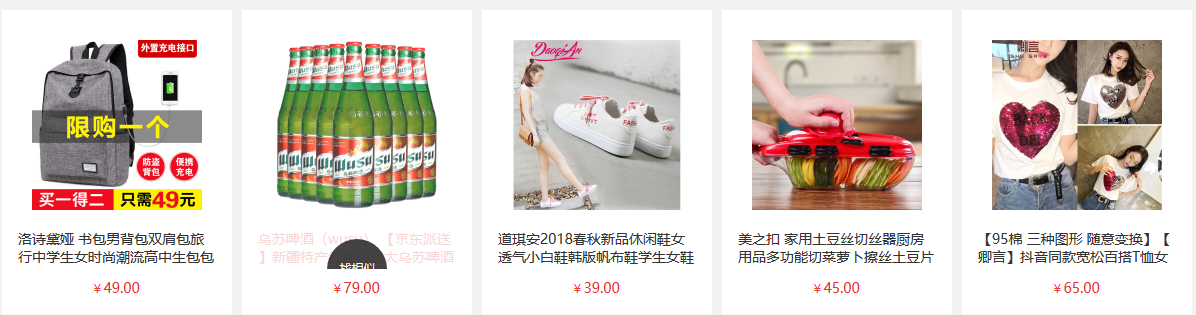 外置充电接口
限购一个
防盗
背包
便携
充电
买一得二
只需49元
洛诗黛娅 书包男背包双肩包旅
行中学生女时尚潮流高中生包包
￥49.00
wusu
乌苏啤酒（wusu） 【京东派送
】新疆特产
大乌苏啤酒
找相似
￥79.00
DaoqiAn
FASH
道琪安2018春秋新品休闲鞋女
透气小白鞋韩版帆布鞋学生女鞋
￥39.00
美之扣 家用土豆丝切丝器厨房
用品多功能切菜萝卜擦丝土豆片
￥45.00
卿言
SHE SAYS
【95棉 三种图形 随意变换】【
卿言】抖音同款宽松百搭T恤女
￥65.00